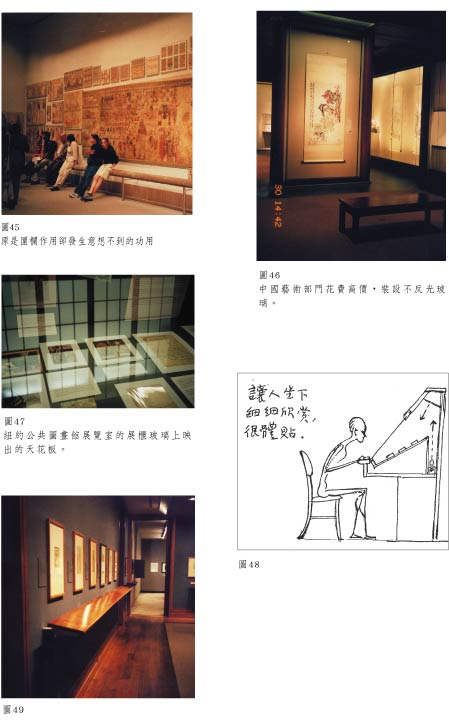 圖45
原是圍欄作用卻發生意想不到的功用
30 14:42
圖46
中國藝術部門花費高價，裝設不反光玻
璃。
圖47
紐約公共圖書館展覽室的展櫃玻璃上映
出的天花板。
讓人坐下
細細欣賞，
很體貼．
圖48
圖49